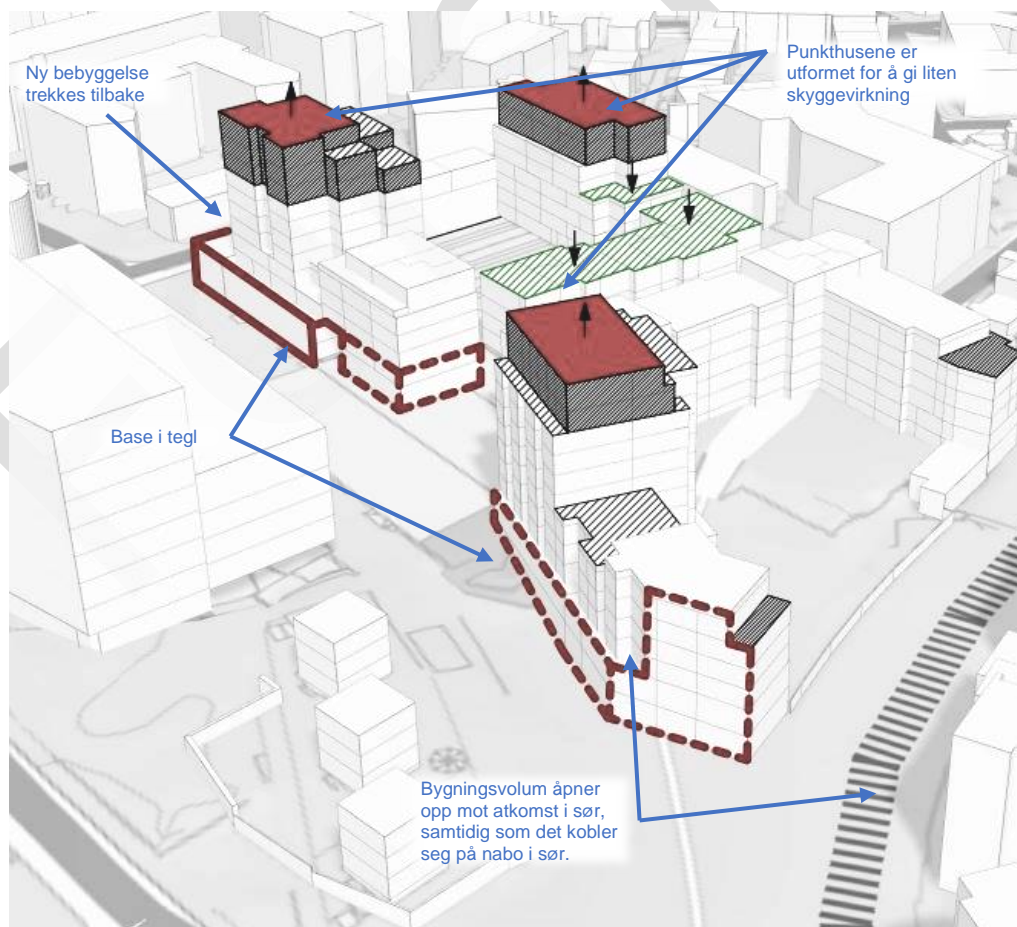 Ny bebyggelse
trekkes tilbake
Punkthusene er
utformet for å gi liten
skyggevirkning
Base i tegl
Bygningsvolum åpner
opp mot atkomst i sør,
samtidig som det kobler
seg på nabo i sør.